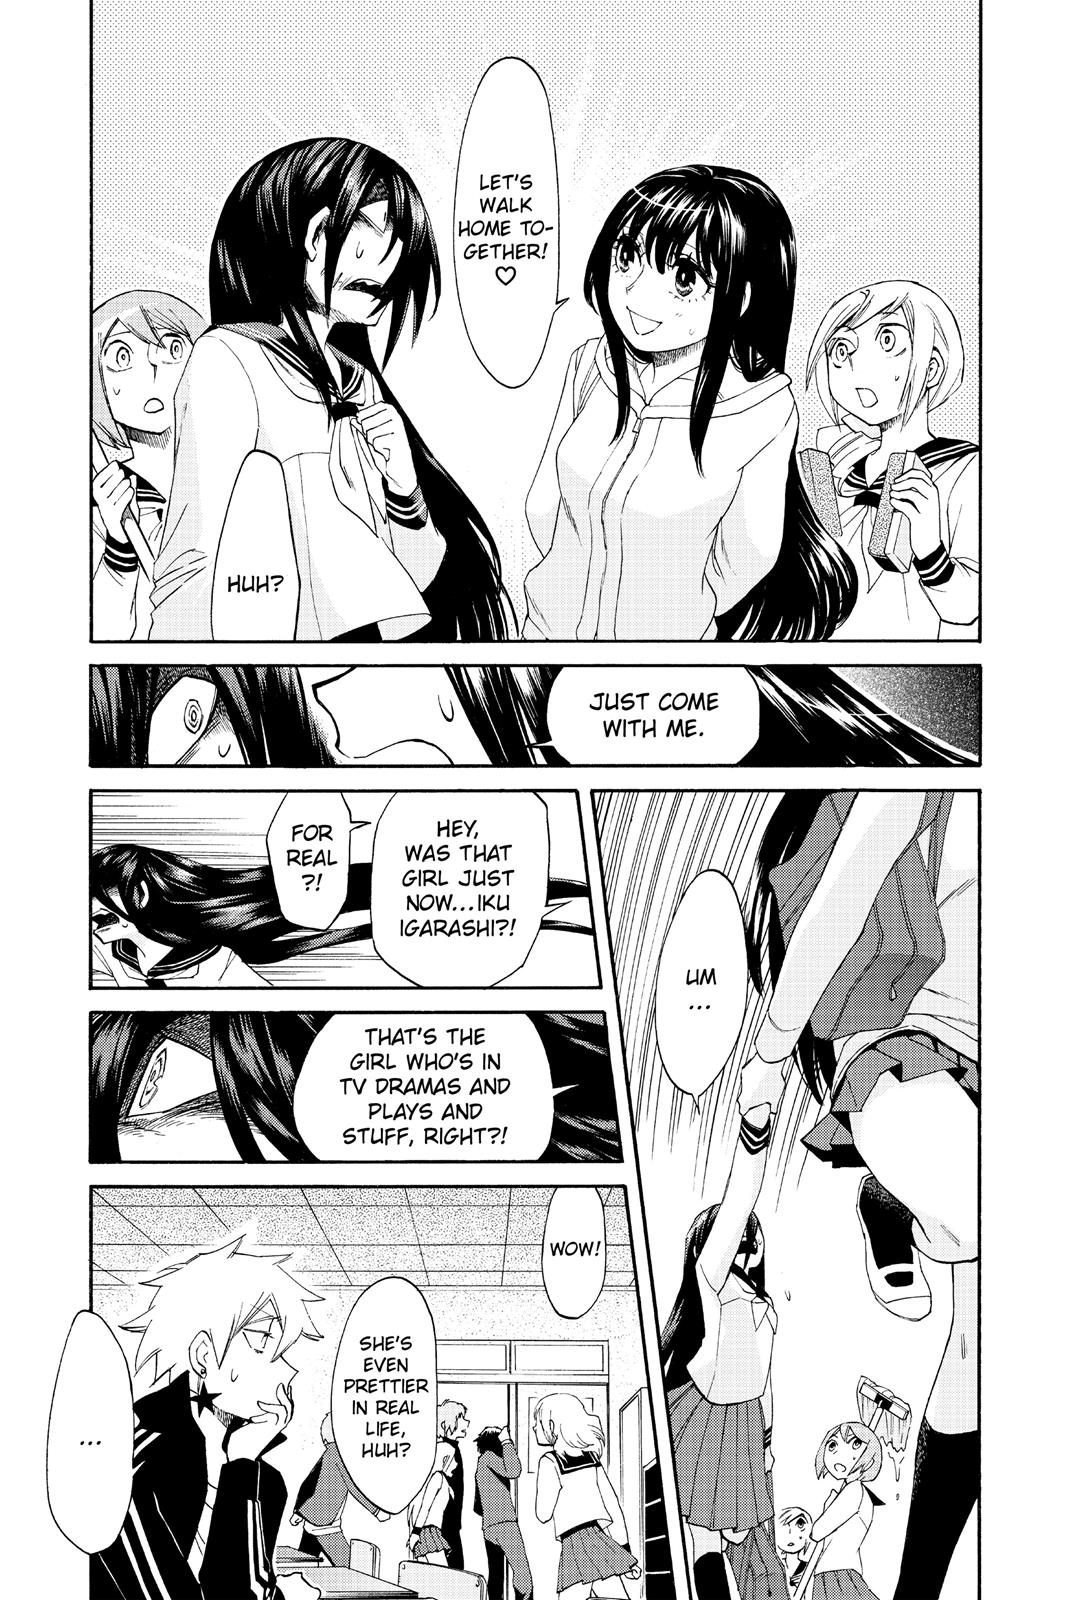 LET'S
WALK
HOME TO-
GETHER!
♡
HUH?
JUST COME
WITH ME.
HEY,
WAS THAT
GIRL JUST
NOW...IKU
IGARASHI?!
FOR
REAL
?!
UM
...
THAT'S THE
GIRL WHO'S IN
TV DRAMAS AND
PLAYS AND
STUFF, RIGHT?!
WOW!
SHE'S
EVEN
PRETTIER
IN REAL
LIFE,
HUH?
...